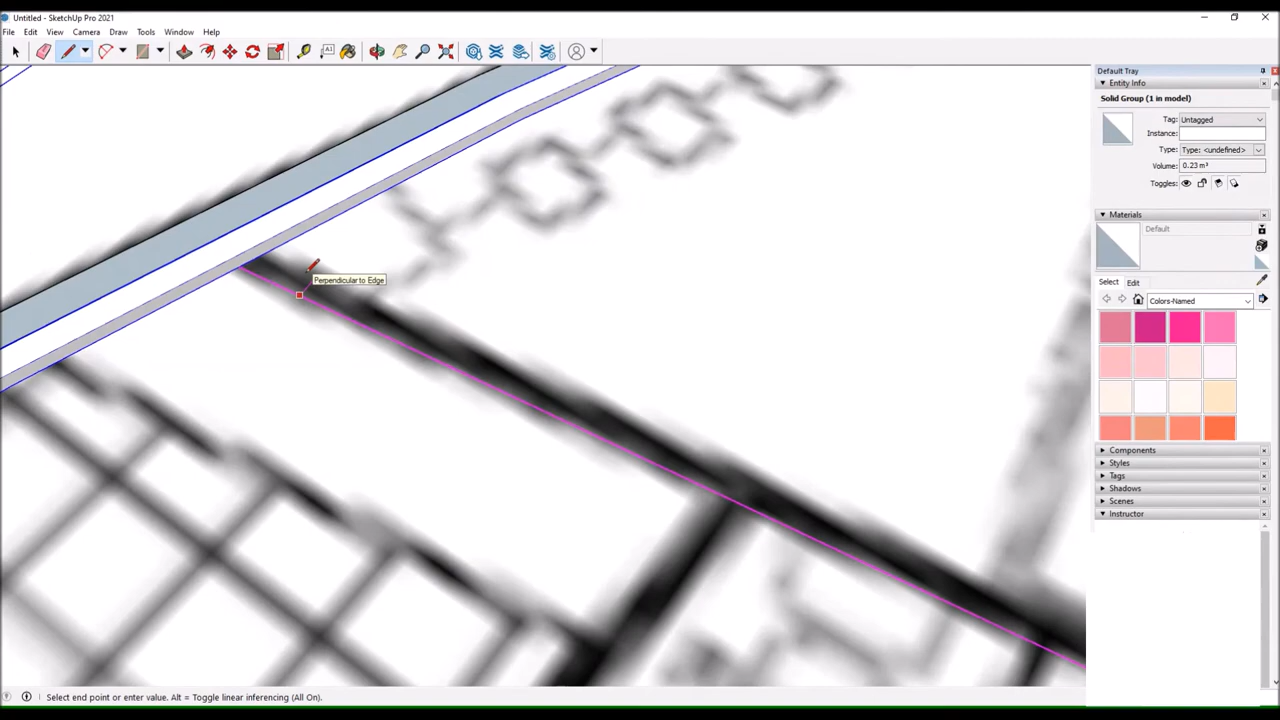 Untitled - SketchUp Pro 2021
File Edit View Camera Draw Tools Window Help
Default Tray
Entity Info
Solid Group (1 in model)
Tag: Untagged
Instance:
Type: Type: <undefined>
Volume: 0.23 m³
Toggles:
Materials
Default
Select Edit
Colors-Named
Components
Styles
Tags
Shadows
Scenes
Instructor
Perpendicular to Edge
Select end point or enter value. Alt = Toggle linear inferencing (All On).